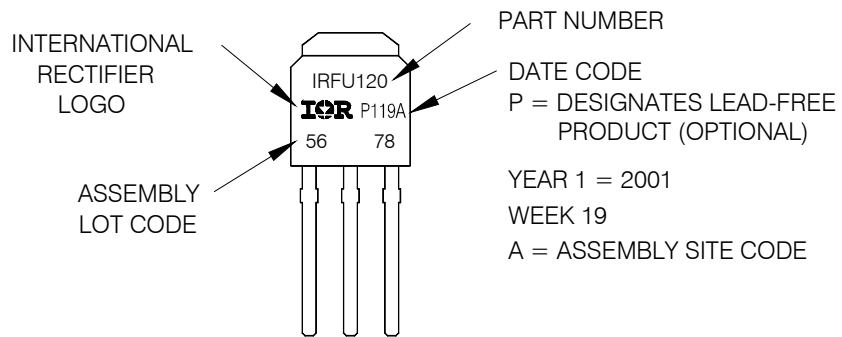 INTERNATIONAL
RECTIFIER
LOGO
ASSEMBLY
LOT CODE
IRFU120
IOR P119A
56 78
PART NUMBER
DATE CODE
P = DESIGNATES LEAD-FREE
PRODUCT (OPTIONAL)
YEAR 1 = 2001
WEEK 19
A = ASSEMBLY SITE CODE